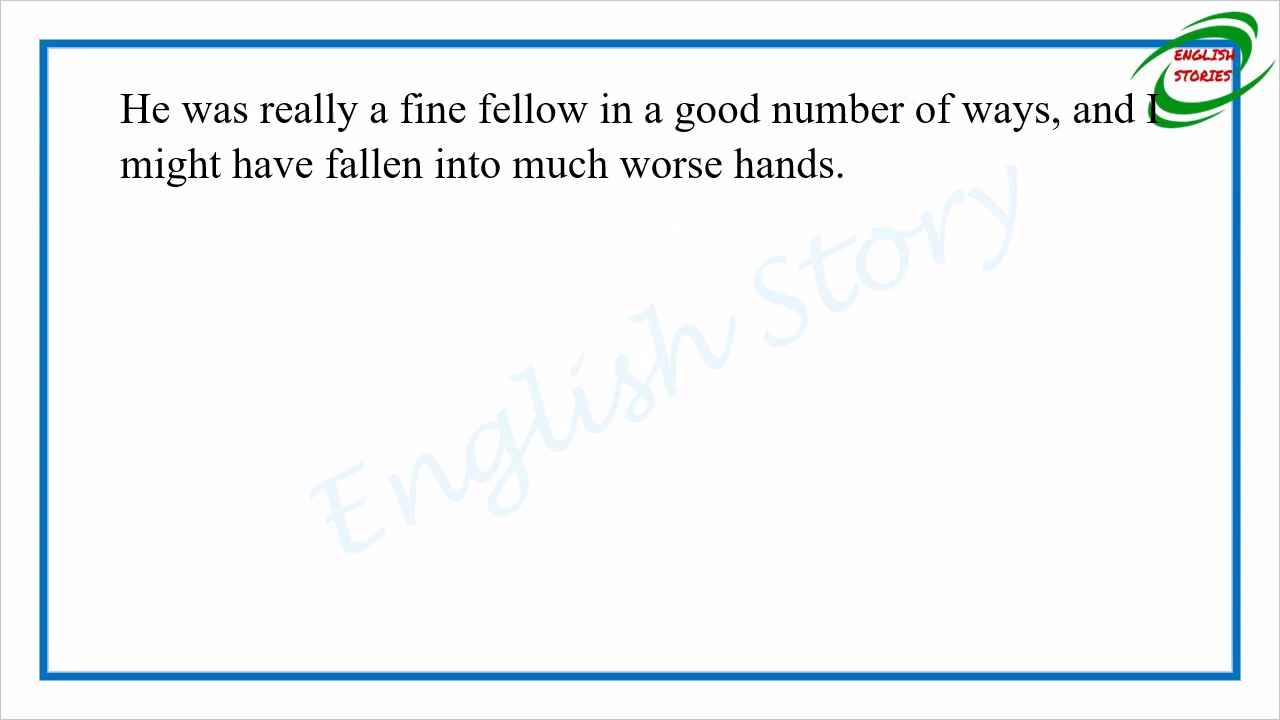 ENGLISH
STORIES
He was really a fine fellow in a good number of ways, and I
might have fallen into much worse hands.
English Story